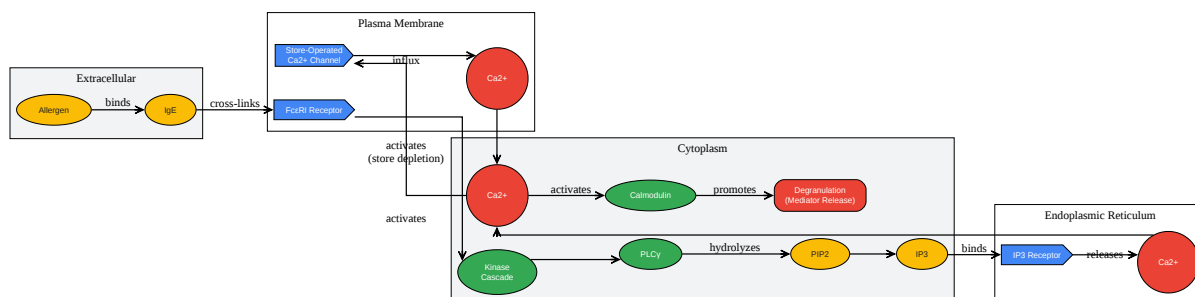 Plasma Membrane
Store-Operated
Ca2+ Channel
influx
Ca2+
Extracellular
Allergen
binds
IgE
cross-links
FcεRI Receptor
activates
(store depletion)
Cytoplasm
Ca2+
activates
Calmodulin
promotes
Degranulation
(Mediator Release)
activates
Kinase
Cascade
PLCγ
hydrolyzes
PIP2
IP3
binds
Endoplasmic Reticulum
IP3 Receptor
releases
Ca2+